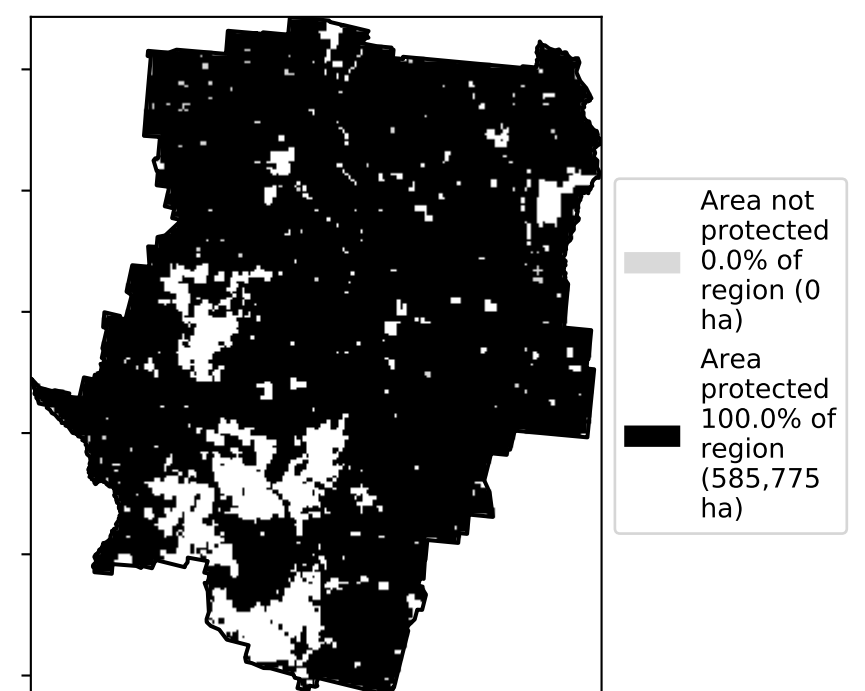 Area not
protected
0.0% of
region (0
ha)
Area
protected
100.0% of
region
(585,775
ha)